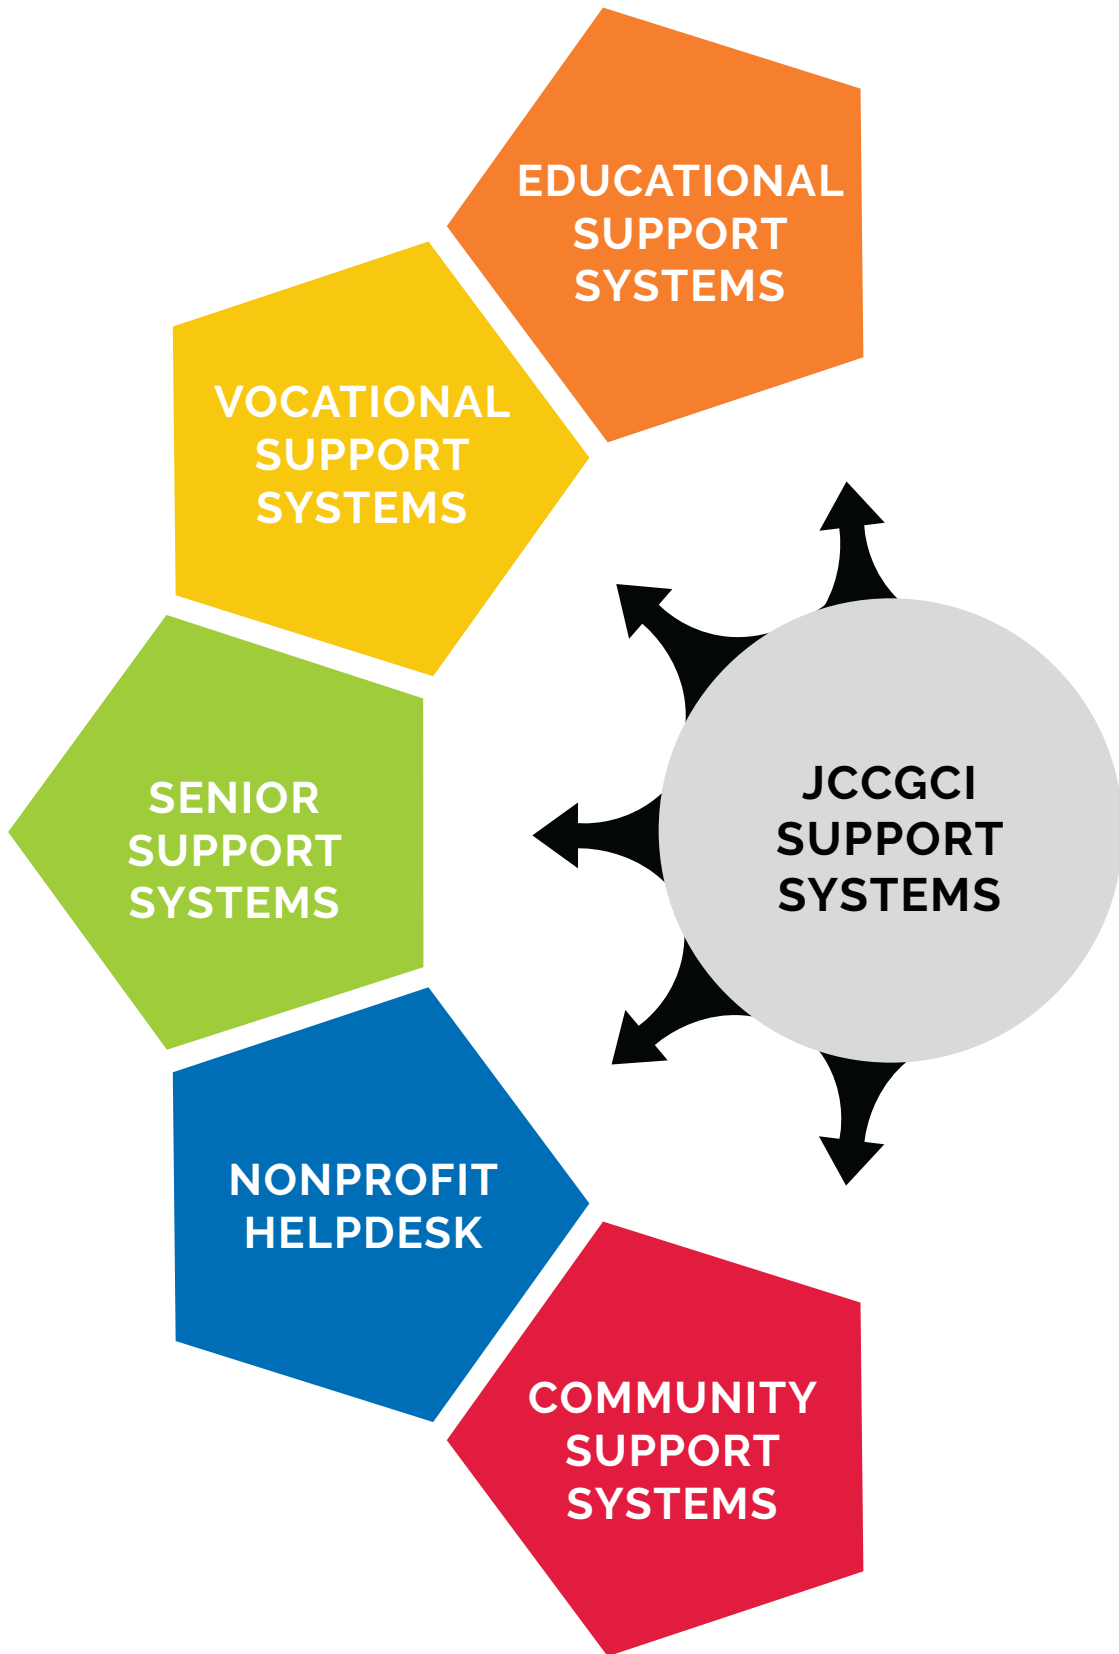 EDUCATIONAL
SUPPORT
SYSTEMS
VOCATIONAL
SUPPORT
SYSTEMS
SENIOR
SUPPORT
SYSTEMS
JCCGCI
SUPPORT
SYSTEMS
NONPROFIT
HELPDESK
COMMUNITY
SUPPORT
SYSTEMS